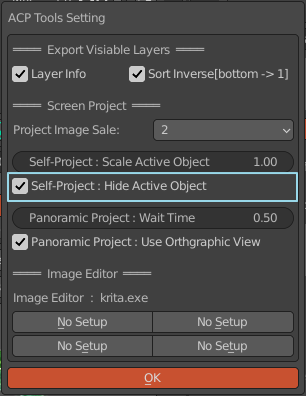 ACP Tools Setting
Export Visiable Layers
Layer Info
Sort Inverse[bottom -> 1]
Screen Project
Project Image Sale:
2
Self-Project : Scale Active Object
1.00
Self-Project : Hide Active Object
Panoramic Project : Wait Time
0.50
Panoramic Project : Use Orthgraphic View
Image Editor
Image Editor : krita.exe
No Setup
No Setup
No Setup
No Setup
OK